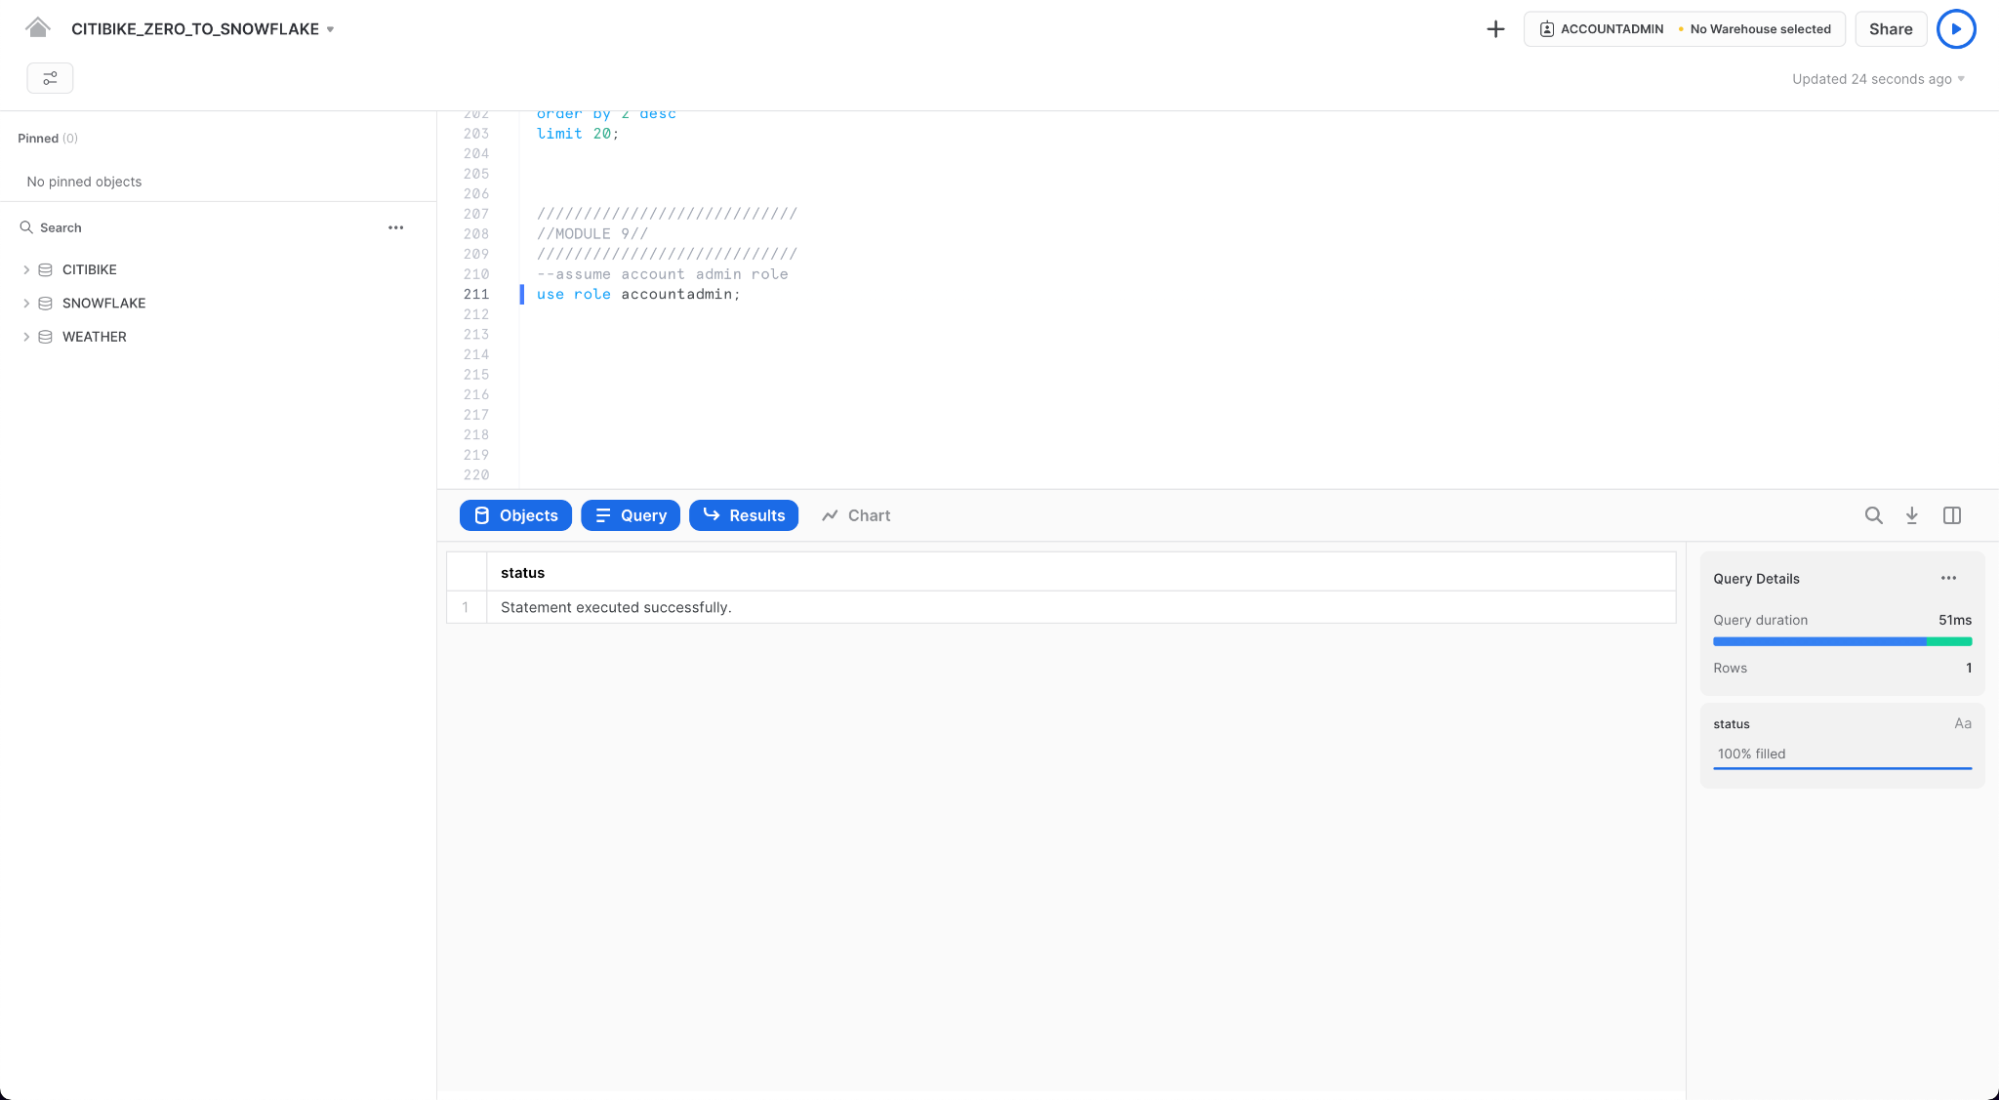 CITIBIKE_ZERO_TO_SNOWFLAKE
ACCOUNTADMIN No Warehouse selected
Share
Updated 24 seconds ago
Pinned (0)
No pinned objects
Search
CITIBIKE
SNOWFLAKE
WEATHER
202 order by 2 desc
203 limit 20;
204
205
206
207 ////////////////////////////
208 //MODULE 9//
209 ////////////////////////////
210 --assume account admin role
211 use role accountadmin;
212
213
214
215
216
217
218
219
220
Objects
Query
Results
Chart
status
1 Statement executed successfully.
Query Details
Query duration 51ms
Rows 1
status Aa
100% filled